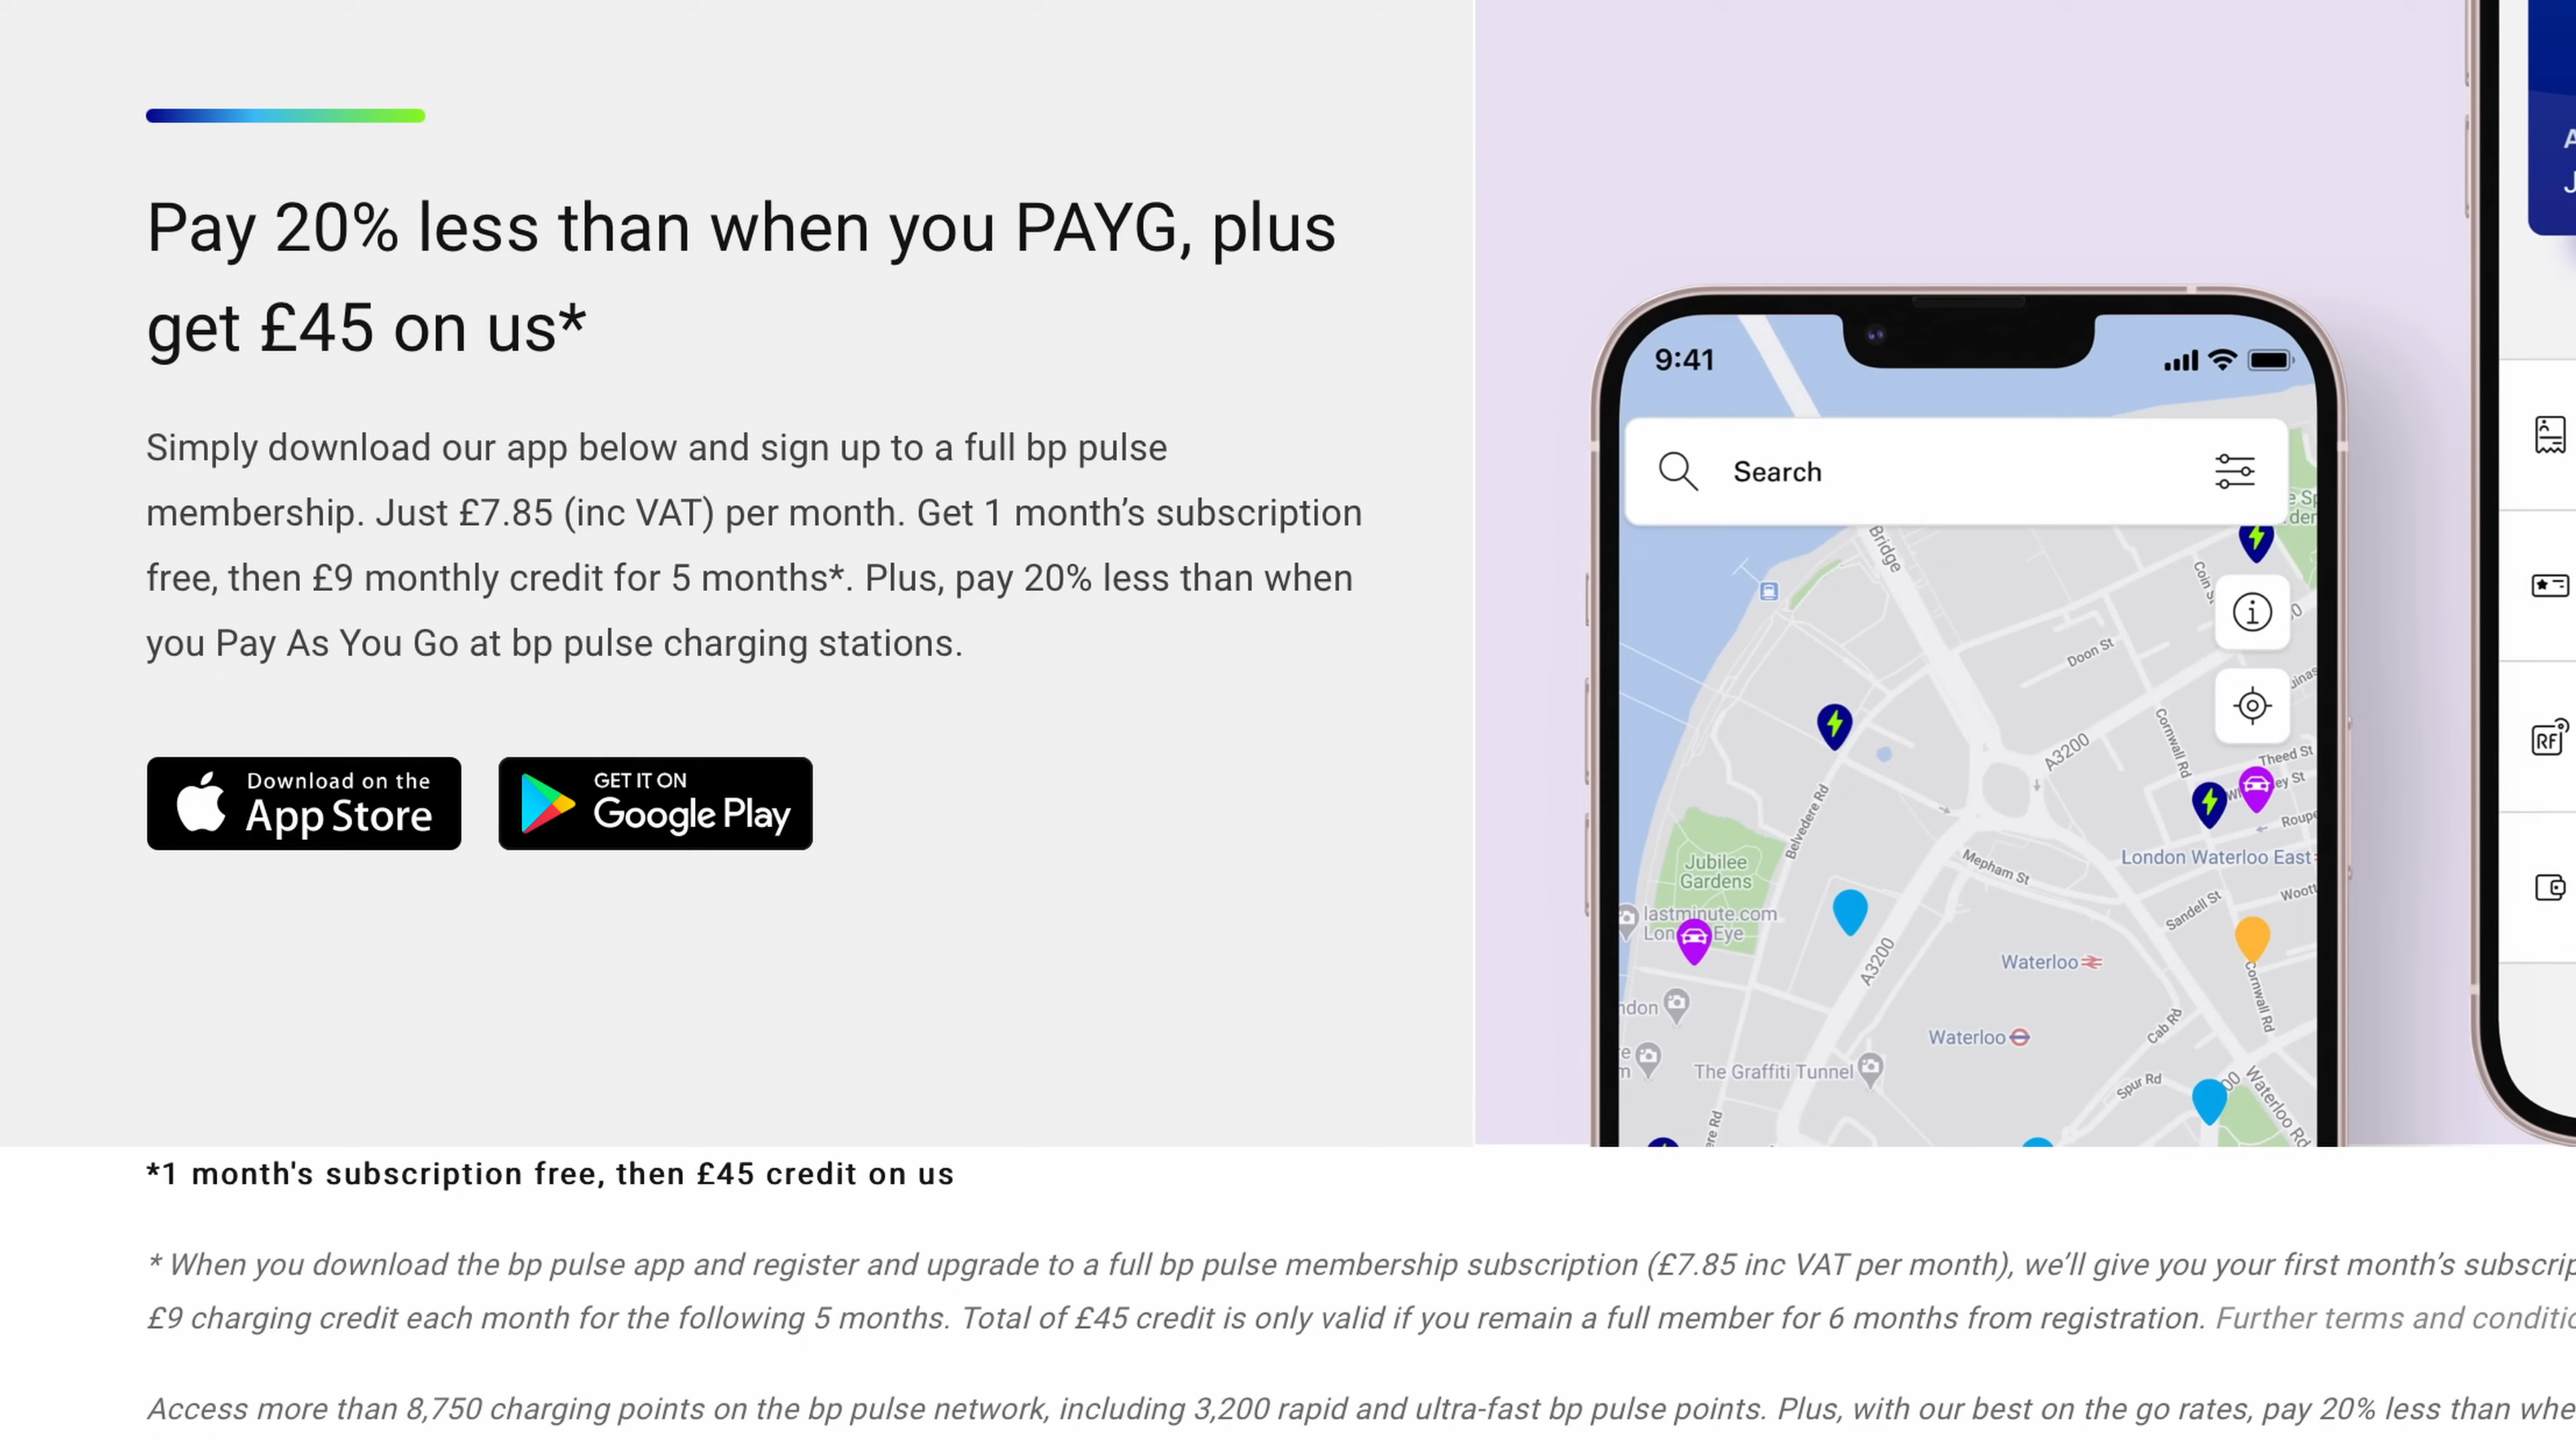 Pay 20% less than when you PAYG, plus
get £45 on us*
Simply download our app below and sign up to a full bp pulse
membership. Just £7.85 (inc VAT) per month. Get 1 month’s subscription
free, then £9 monthly credit for 5 months*. Plus, pay 20% less than when
you Pay As You Go at bp pulse charging stations.
Download on the
App Store
GET IT ON
Google Play
9:41
Search
Bridge
Coin
Doon St
A3200
Cornwall Rd
Theed St
ey St
Belvedere Rd
London Waterloo East
Mepham St
Jubilee
Gardens
Sandell St
lastminute.com
Eye
A3200
Waterloo
Cornwall Rd
Cab Rd
Waterloo
The Graffiti Tunnel
Spur Rd
Waterloo Rd
RFi
*1 month's subscription free, then £45 credit on us
* When you download the bp pulse app and register and upgrade to a full bp pulse membership subscription (£7.85 inc VAT per month), we’ll give you your first month’s subscrip
£9 charging credit each month for the following 5 months. Total of £45 credit is only valid if you remain a full member for 6 months from registration. Further terms and conditio
Access more than 8,750 charging points on the bp pulse network, including 3,200 rapid and ultra-fast bp pulse points. Plus, with our best on the go rates, pay 20% less than whe